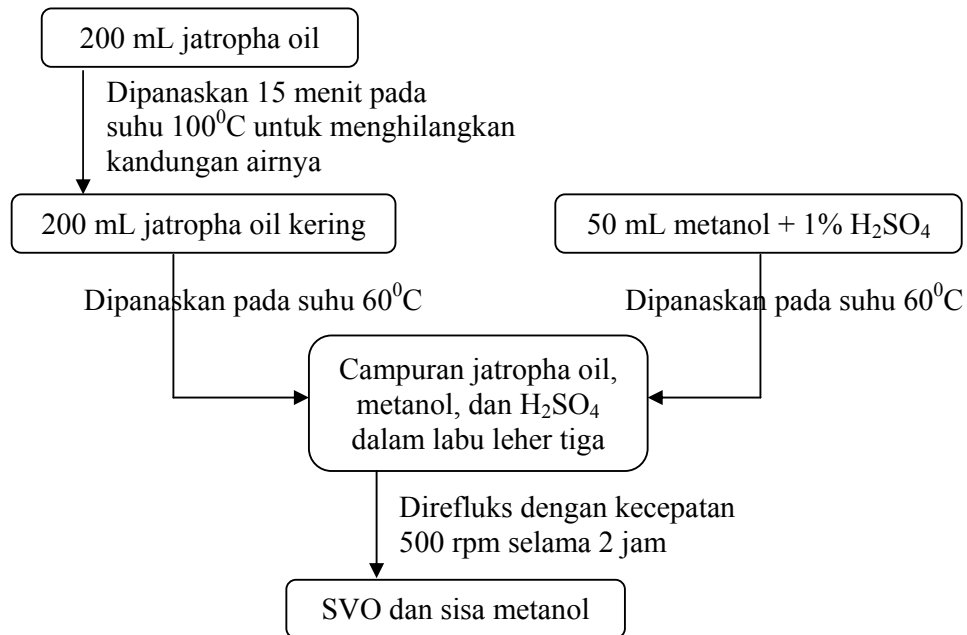 200 mL jatropha oil
Dipanaskan 15 menit pada
suhu 100⁰C untuk menghilangkan
kandungan airnya
200 mL jatropha oil kering
50 mL metanol + 1% H₂SO₄
Dipanaskan pada suhu 60⁰C
Dipanaskan pada suhu 60⁰C
Campuran jatropha oil,
metanol, dan H₂SO₄
dalam labu leher tiga
Direfluks dengan kecepatan
500 rpm selama 2 jam
SVO dan sisa metanol